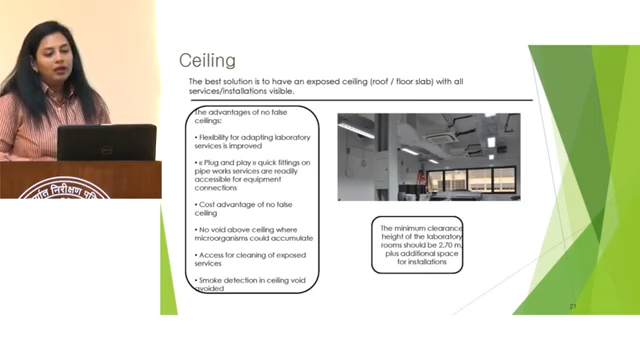 Ceiling
The best solution is to have an exposed ceiling (roof / floor slab) with all
services/installations visible.
The advantages of no false
ceilings:
• Flexibility for adapting laboratory
services is improved
• « Plug and play » quick fittings on
pipe works services are readily
accessible for equipment
connections
• Cost advantage of no false
ceiling
• No void above ceiling where
microorganisms could accumulate
• Access for cleaning of exposed
services
• Smoke detection in ceiling void
avoided
The minimum clearance
height of the laboratory
rooms should be 2.70 m,
plus additional space
for installations
21
निरीक्षण